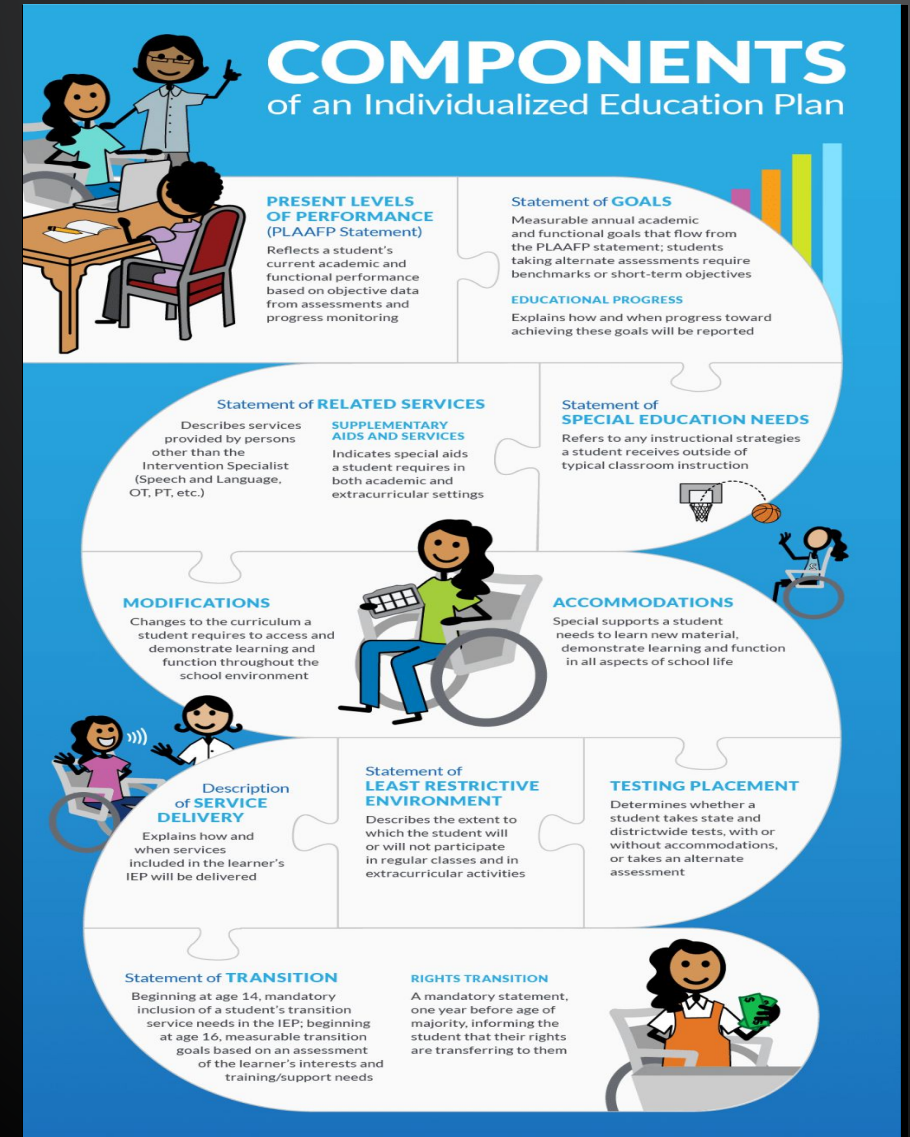 COMPONENTS
of an Individualized Education Plan
PRESENT LEVELS
OF PERFORMANCE
(PLAAFP Statement)
Reflects a student's
current academic and
functional performance
based on objective data
from assessments and
progress monitoring
Statement of GOALS
Measurable annual academic
and functional goals that flow from
the PLAAFP statement; students
taking alternate assessments require
benchmarks or short-term objectives
EDUCATIONAL PROGRESS
Explains how and when progress toward
achieving these goals will be reported
Statement of RELATED SERVICES
Describes services
provided by persons
other than the
Intervention Specialist
(Speech and Language,
OT, PT, etc.)
SUPPLEMENTARY
AIDS AND SERVICES
Indicates special aids
a student requires in
both academic and
extracurricular settings
Statement of
SPECIAL EDUCATION NEEDS
Refers to any instructional strategies
a student receives outside of
typical classroom instruction
MODIFICATIONS
Changes to the curriculum a
student requires to access and
demonstrate learning and
function throughout the
school environment
ACCOMMODATIONS
Special supports a student
needs to learn new material,
demonstrate learning and function
in all aspects of school life
Description
of SERVICE
DELIVERY
Explains how and
when services
included in the learner's
IEP will be delivered
Statement of
LEAST RESTRICTIVE
ENVIRONMENT
Describes the extent to
which the student will
or will not participate
in regular classes and in
extracurricular activities
TESTING PLACEMENT
Determines whether a
student takes state and
districtwide tests, with or
without accommodations,
or takes an alternate
assessment
Statement of TRANSITION
Beginning at age 14, mandatory
inclusion of a student's transition
service needs in the IEP; beginning
at age 16, measurable transition
goals based on an assessment
of the learner's interests and
training/support needs
RIGHTS TRANSITION
A mandatory statement,
one year before age of
majority, informing the
student that their rights
are transferring to them